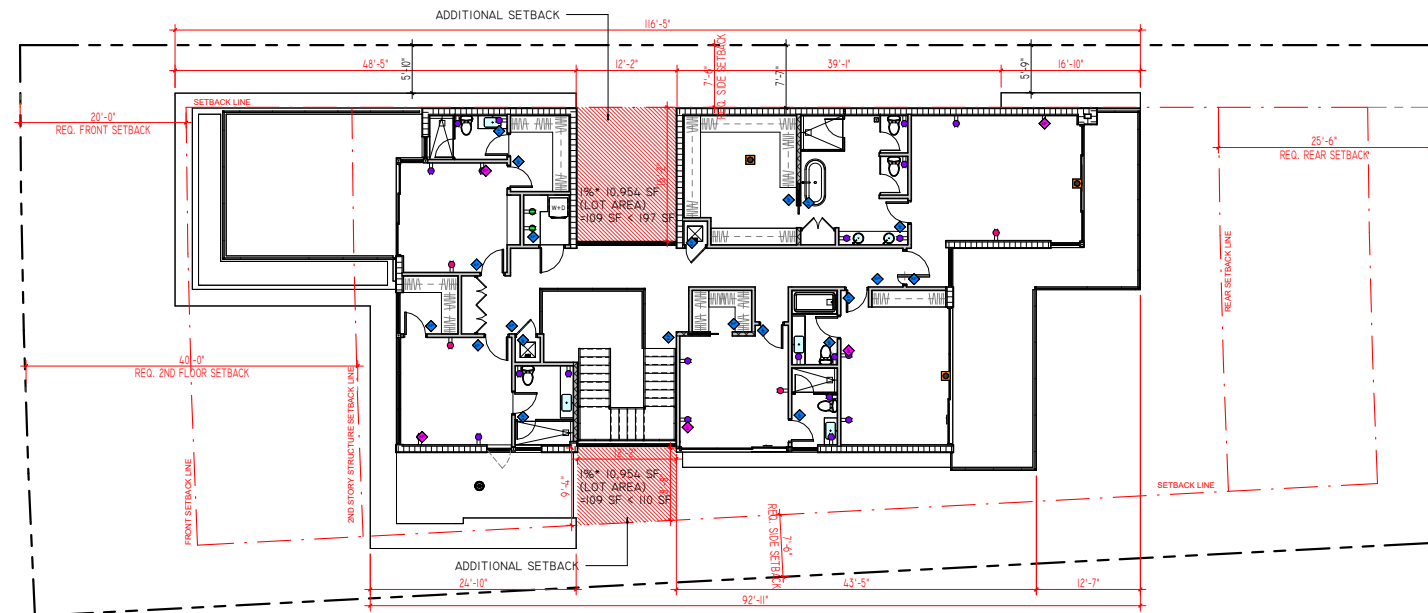 ADDITIONAL SETBACK
116'-5"
48'-5"
12'-2"
39'-1"
16'-10"
5'-10"
7'-6"
REQ. SIDE SETBACK
7'-7"
5'-9"
SETBACK LINE
20'-0"
REQ. FRONT SETBACK
25'-6"
REQ. REAR SETBACK
1%* 10,954 SF
(LOT AREA)
=109 SF < 197 SF
W+D
REAR SETBACK LINE
40'-0"
REQ. 2ND FLOOR SETBACK
FRONT SETBACK LINE
2ND STORY STRUCTURE SETBACK LINE
12'-2"
1%* 10,954 SF
(LOT AREA)
=109 SF < 110 SF
SETBACK LINE
REQ. SIDE SETBACK
7'-6"
ADDITIONAL SETBACK
24'-10"
43'-5"
12'-7"
92'-11"